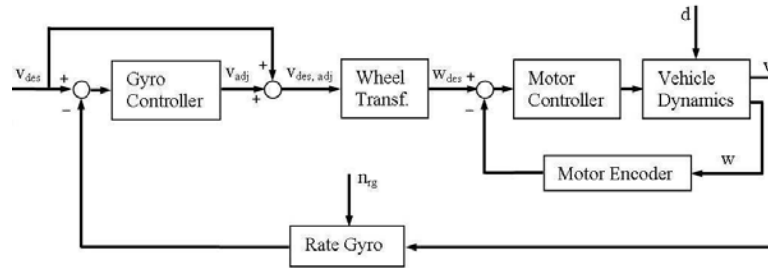 d
v_des
+
−
Gyro
Controller
v_adj
+
+
v_des, adj
Wheel
Transf.
w_des
+
−
Motor
Controller
Vehicle
Dynamics
v
w
Motor Encoder
n_rg
Rate Gyro